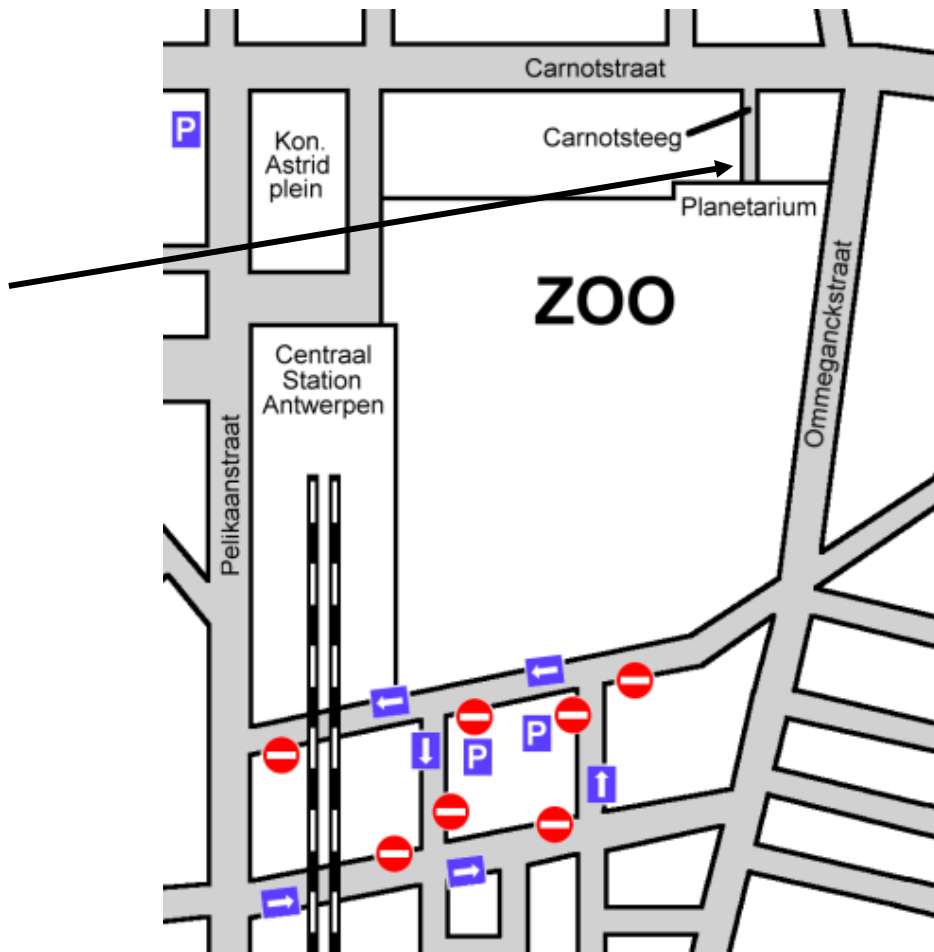 Carnotstraat
P
Kon.
Astrid
plein
Carnotsteeg
Planetarium
ZOO
Ommeganckstraat
Centraal
Station
Antwerpen
Pelikaanstraat
P
P